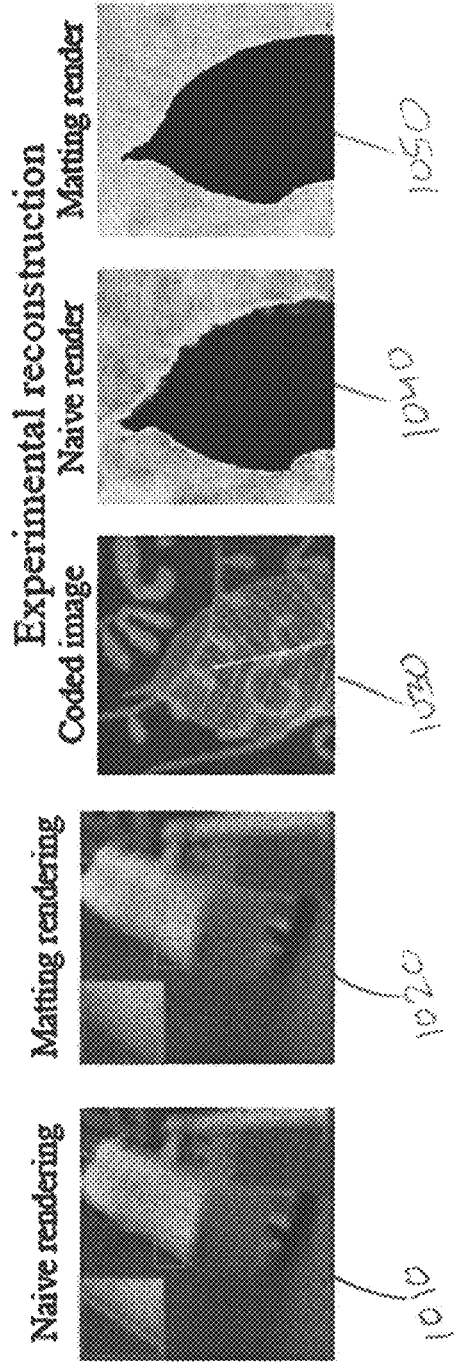 Experimental reconstruction
Naive rendering
Matting rendering
Coded image
Naive render
Matting render
1010
1020
1030
1040
1050